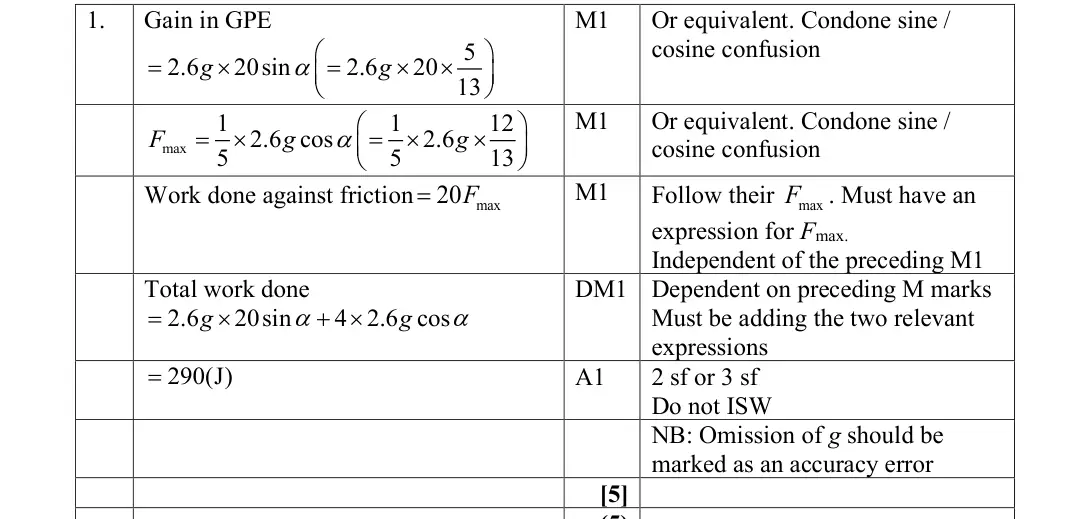 1. Gain in GPE M1 Or equivalent. Condone sine /
= 2.6g × 20 sin α ( = 2.6g × 20 × 5/13 ) cosine confusion
F max = 1/5 × 2.6g cos α ( = 1/5 × 2.6g × 12/13 ) M1 Or equivalent. Condone sine /
cosine confusion
Work done against friction = 20F max M1 Follow their F max . Must have an
expression for F max.
Independent of the preceding M1
Total work done DM1 Dependent on preceding M marks
= 2.6g × 20 sin α + 4 × 2.6g cos α Must be adding the two relevant
expressions
= 290(J) A1 2 sf or 3 sf
Do not ISW
NB: Omission of g should be
marked as an accuracy error
[5]